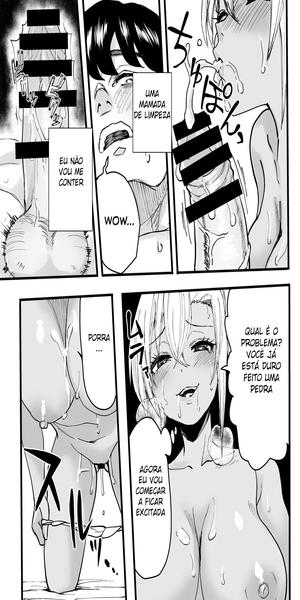 ちゅ
ぽん
UMA
MAMADA
DE LIMPEZA
WOW...
EU NÃO
VOU ME
CONTER
QUAL É O
PROBLEMA?
VOCÊ JÁ
ESTÁ DURO
FEITO UMA
PEDRA
PORRA
...
AGORA
EU VOU
COMEÇAR
A FICAR
EXCITADA